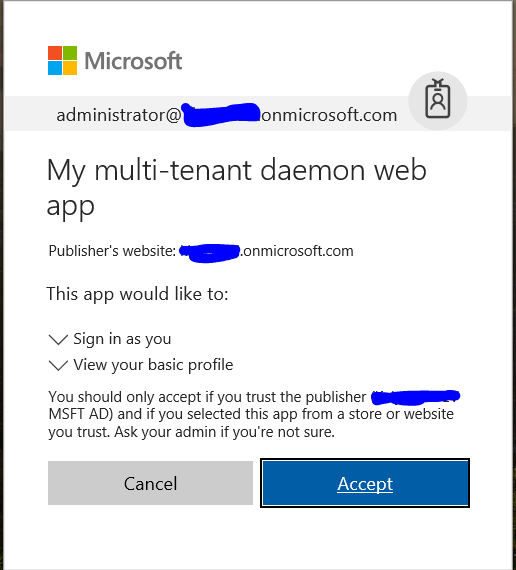 Microsoft
administrator@ onmicrosoft.com
My multi-tenant daemon web
app
Publisher's website: .onmicrosoft.com
This app would like to:
Sign in as you
View your basic profile
You should only accept if you trust the publisher
MSFT AD) and if you selected this app from a store or website
you trust. Ask your admin if you're not sure.
Cancel
Accept